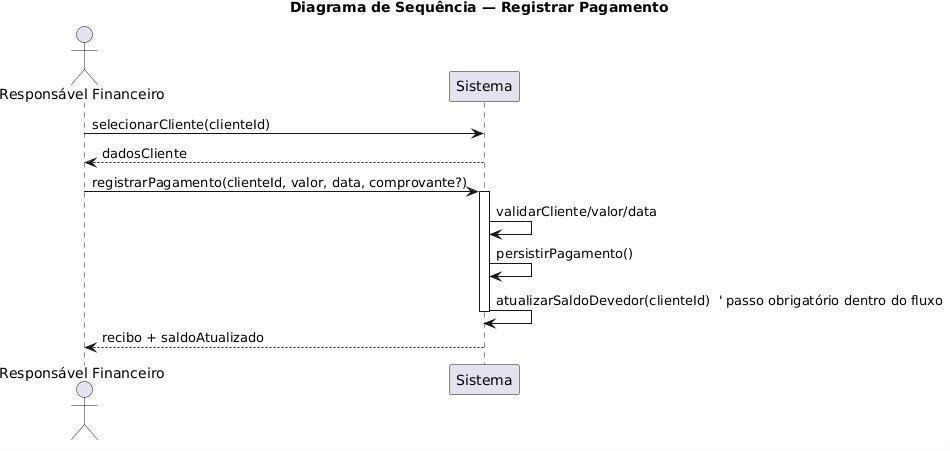 Diagrama de Sequência — Registrar Pagamento
Responsável Financeiro
Sistema
selecionarCliente(clienteId)
dadosCliente
registrarPagamento(clienteId, valor, data, comprovante?)
validarCliente/valor/data
persistirPagamento()
atualizarSaldoDevedor(clienteId)  ' passo obrigatório dentro do fluxo
recibo + saldoAtualizado
Responsável Financeiro
Sistema